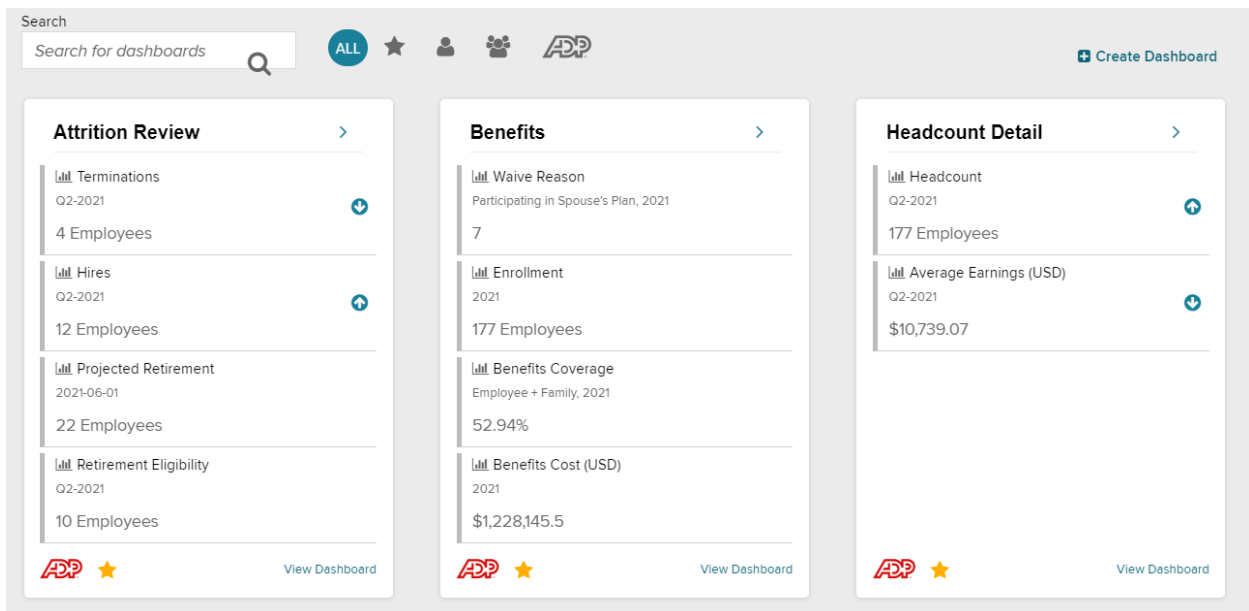 Search
Search for dashboards
ALL
ADP
Create Dashboard
Attrition Review
Terminations
Q2-2021
4 Employees
Hires
Q2-2021
12 Employees
Projected Retirement
2021-06-01
22 Employees
Retirement Eligibility
Q2-2021
10 Employees
ADP
View Dashboard
Benefits
Waive Reason
Participating in Spouse's Plan, 2021
7
Enrollment
2021
177 Employees
Benefits Coverage
Employee + Family, 2021
52.94%
Benefits Cost (USD)
2021
$1,228,145.5
ADP
View Dashboard
Headcount Detail
Headcount
Q2-2021
177 Employees
Average Earnings (USD)
Q2-2021
$10,739.07
ADP
View Dashboard